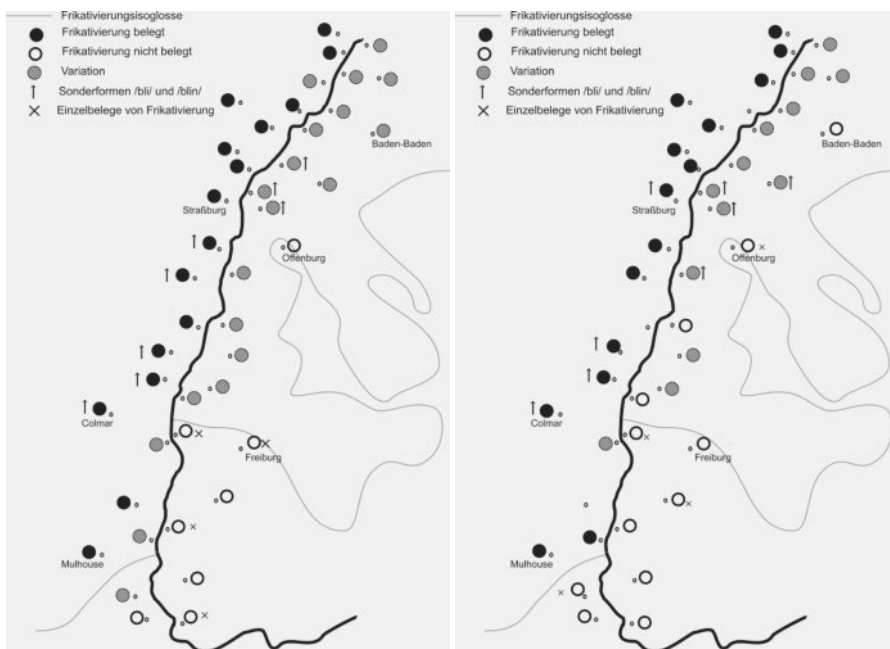 Frikativierungsisoglosse
Frikativierung belegt
Frikativierung nicht belegt
Variation
Sonderformen /bli/ und /blin/
Einzelbelege von Frikativierung
Baden-Baden
Straßburg
Offenburg
Colmar
Freiburg
Mulhouse
Frikativierungsisoglosse
Frikativierung belegt
Frikativierung nicht belegt
Variation
Sonderformen /bli/ und /blin/
Einzelbelege von Frikativierung
Baden-Baden
Straßburg
Offenburg
Colmar
Freiburg
Mulhouse